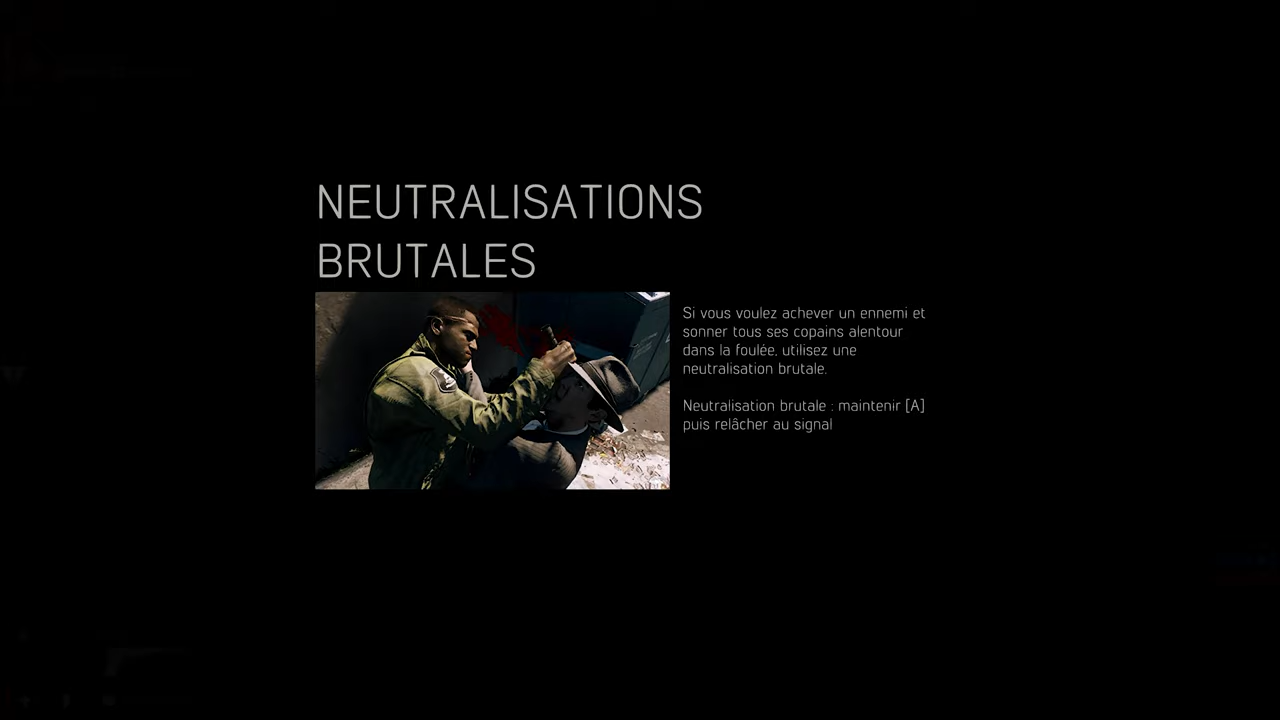 NEUTRALISATIONS
BRUTALES
Si vous voulez achever un ennemi et
sonner tous ses copains alentour
dans la foulée, utilisez une
neutralisation brutale.
Neutralisation brutale : maintenir [A]
puis relâcher au signal